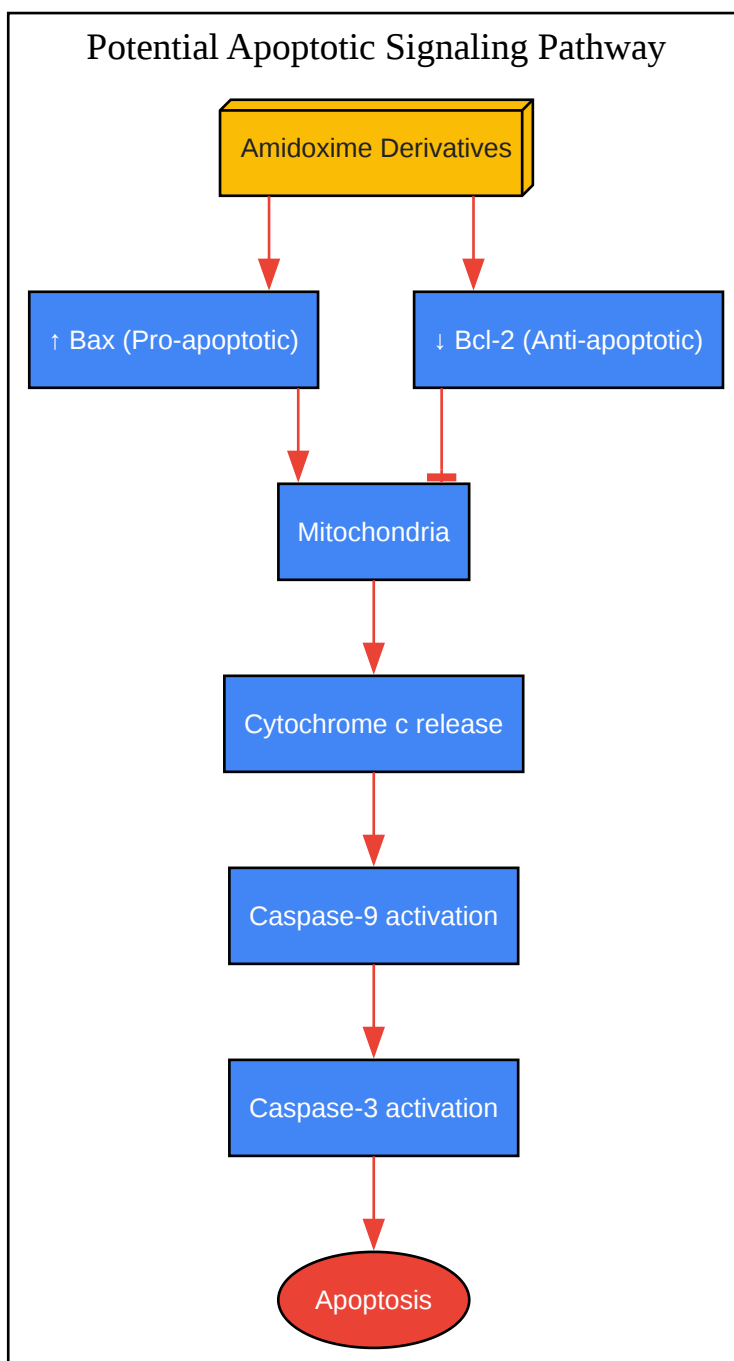 Potential Apoptotic Signaling Pathway
Amidoxime Derivatives
↑ Bax (Pro-apoptotic)
↓ Bcl-2 (Anti-apoptotic)
Mitochondria
Cytochrome c release
Caspase-9 activation
Caspase-3 activation
Apoptosis